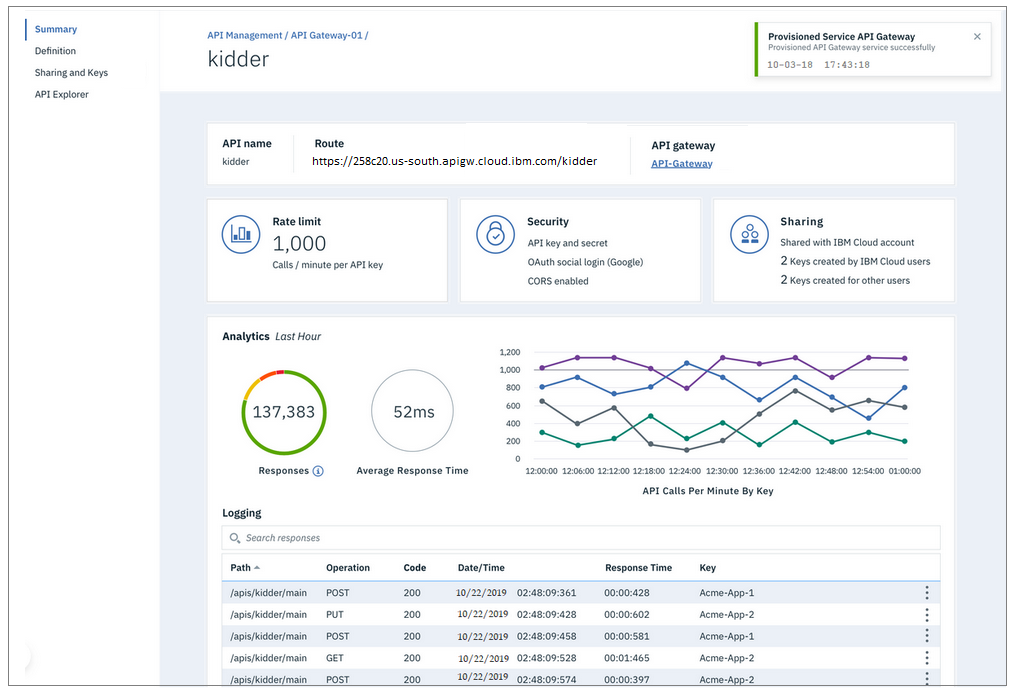 Summary
Definition
Sharing and Keys
API Explorer
API Management / API Gateway-01 /
kidder
Provisioned Service API Gateway
Provisioned API Gateway service successfully
10-03-18 17:43:18
API name
kidder
Route
https://258c20.us-south.apigw.cloud.ibm.com/kidder
API gateway
API-Gateway
Rate limit
1,000
Calls / minute per API key
Security
API key and secret
OAuth social login (Google)
CORS enabled
Sharing
Shared with IBM Cloud account
2 Keys created by IBM Cloud users
2 Keys created for other users
Analytics Last Hour
137,383
Responses
52ms
Average Response Time
1,200
1,000
800
600
400
200
0
12:00:00 12:06:00 12:12:00 12:18:00 12:24:00 12:30:00 12:36:00 12:42:00 12:48:00 12:54:00 01:00:00
API Calls Per Minute By Key
Logging
Search responses
Path Operation Code Date/Time Response Time Key
/apis/kidder/main POST 200 10/22/2019 02:48:09:361 00:00:428 Acme-App-1
/apis/kidder/main PUT 200 10/22/2019 02:48:09:428 00:00:602 Acme-App-2
/apis/kidder/main POST 200 10/22/2019 02:48:09:458 00:00:581 Acme-App-1
/apis/kidder/main GET 200 10/22/2019 02:48:09:528 00:01:465 Acme-App-2
/apis/kidder/main POST 200 10/22/2019 02:48:09:574 00:00:397 Acme-App-2